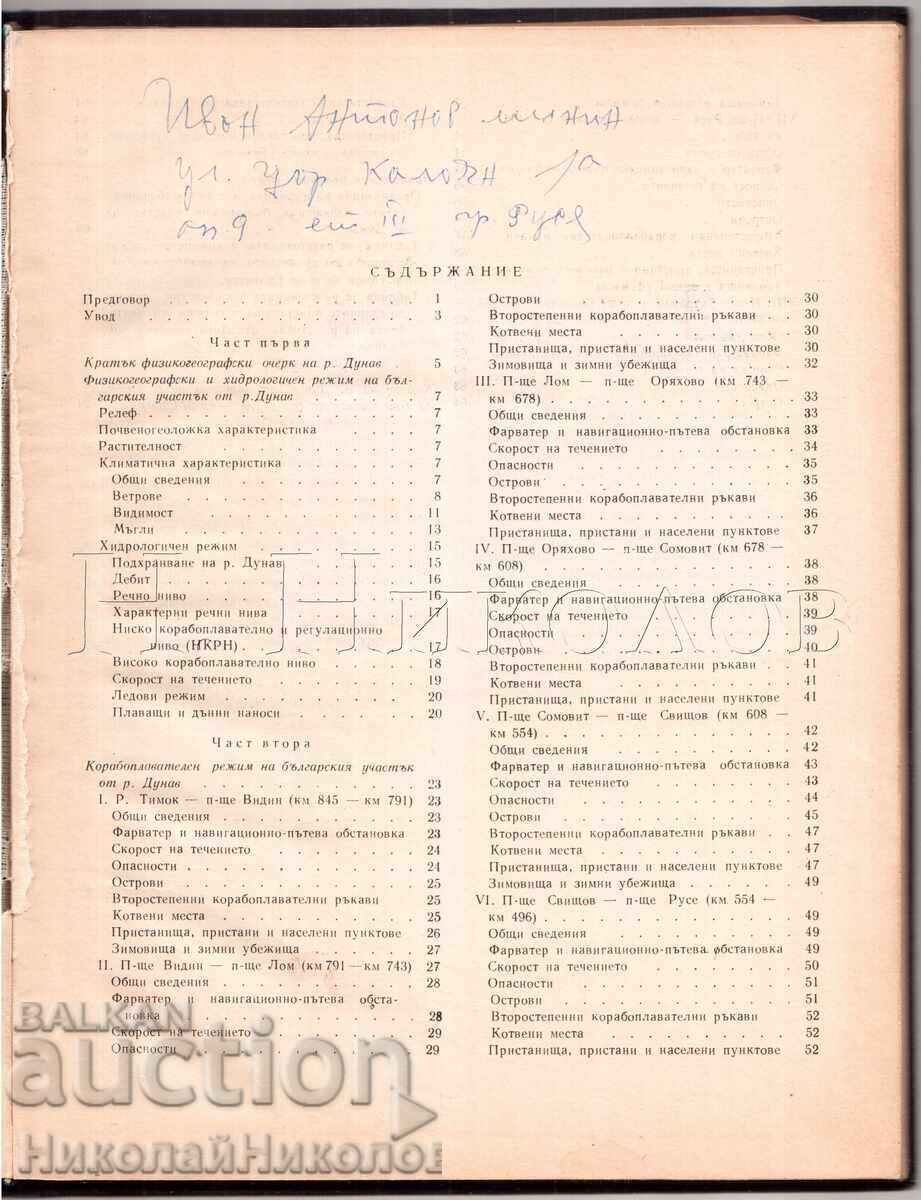 Иван Антонов
ул. Цар Калоян
ап. 9 ет III гр. Русе
СЪДЪРЖАНИЕ
Предговор . . . . . . . . . . . . 1
Увод . . . . . . . . . . . . 3
Част първа
Кратък физикогеографски очерк на р. Дунав 5
Физикогеографски и хидрологичен режим на бъл-
гарския участък от р. Дунав . . . . . . 7
Релеф . . . . . . . . . . . . 7
Почвеногеоложка характеристика . . . . 7
Растителност . . . . . . . . . . 7
Климатична характеристика . . . . . . 7
Общи сведения . . . . . . . . 7
Ветрове . . . . . . . . . . 8
Видимост . . . . . . . . . . 11
Мъгли . . . . . . . . . . 13
Хидрологичен режим . . . . . . . . 15
Подхранване на р. Дунав . . . . . . 15
Дебит . . . . . . . . . . . 16
Речно ниво . . . . . . . . . 16
Характерни речни нива . . . . . . 17
Ниско корабоплавателно и регулационно
ниво (НКРН) . . . . . . . . 17
Високо корабоплавателно ниво . . . . 18
Скорост на течението . . . . . . 19
Ледови режим . . . . . . . . 20
Плаващи и дънни наноси . . . . . . 20
Част втора
Корабоплавателен режим на българския участък
от р. Дунав . . . . . . . . . . 23
I. Р. Тимок — п-ще Видин (км 845 — км 791) 23
Общи сведения . . . . . . . . 23
Фарватер и навигационно-пътева обстановка 23
Скорост на течението . . . . . . 24
Опасности . . . . . . . . . . 24
Острови . . . . . . . . . . 25
Второстепенни корабоплавателни ръкави 25
Котвени места . . . . . . . . 25
Пристанища, пристани и населени пунктове 26
Зимовища и зимни убежища . . . . . 27
II. П-ще Видин — п-ще Лом (км 791 — км 743) 27
Общи сведения . . . . . . . . 28
Фарватер и навигационно-пътева обста-
новка . . . . . . . . . . 28
Скорост на течението . . . . . . 29
Опасности . . . . . . . . . . 29
Острови . . . . . . . . . . 30
Второстепенни корабоплавателни ръкави . . 30
Котвени места . . . . . . . . 30
Пристанища, пристани и населени пунктове 30
Зимовища и зимни убежища . . . . . 32
III. П-ще Лом — п-ще Оряхово (км 743 —
км 678) . . . . . . . . . . . 33
Общи сведения . . . . . . . . 33
Фарватер и навигационно-пътева обстановка 33
Скорост на течението . . . . . . 34
Опасности . . . . . . . . . . 35
Острови . . . . . . . . . . 35
Второстепенни корабоплавателни ръкави 36
Котвени места . . . . . . . . 36
Пристанища, пристани и населени пунктове 37
IV. П-ще Оряхово — п-ще Сомовит (км 678 —
км 608) . . . . . . . . . . . 38
Общи сведения . . . . . . . . 38
Фарватер и навигационно-пътева обстановка 38
Скорост на течението . . . . . . 39
Опасности . . . . . . . . . . 39
Острови . . . . . . . . . . 40
Второстепенни корабоплавателни ръкави . . 41
Котвени места . . . . . . . . 41
Пристанища, пристани и населени пунктове 41
V. П-ще Сомовит — п-ще Свищов (км 608 —
км 554) . . . . . . . . . . . 42
Общи сведения . . . . . . . . 42
Фарватер и навигационно-пътева обстановка 43
Скорост на течението . . . . . . 43
Опасности . . . . . . . . . . 44
Острови . . . . . . . . . . 45
Второстепенни корабоплавателни ръкави . . 47
Котвени места . . . . . . . . 47
Пристанища, пристани и населени пунктове 47
Зимовища и зимни убежища . . . . . 49
VI. П-ще Свищов — п-ще Русе (км 554 —
км 496) . . . . . . . . . . . 49
Общи сведения . . . . . . . . 49
Фарватер и навигационно-пътева обстановка 49
Скорост на течението . . . . . . 50
Опасности . . . . . . . . . . 51
Острови . . . . . . . . . . 51
Второстепенни корабоплавателни ръкави 52
Котвени места . . . . . . . . 52
Пристанища, пристани и населени пунктове 52
BALKAN
auction
НиколайНиколов